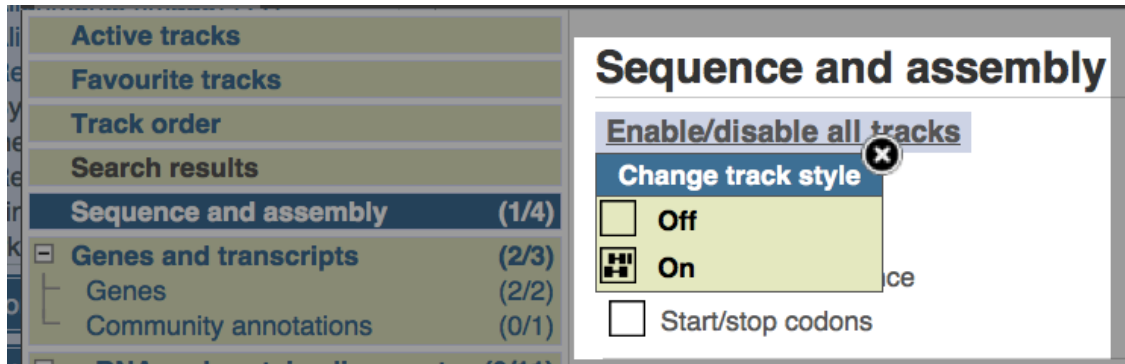 Active tracks
Favourite tracks
Track order
Search results
Sequence and assembly (1/4)
Genes and transcripts (2/3)
Genes (2/2)
Community annotations (0/1)
Sequence and assembly
Enable/disable all tracks
Change track style
Off
On
Start/stop codons